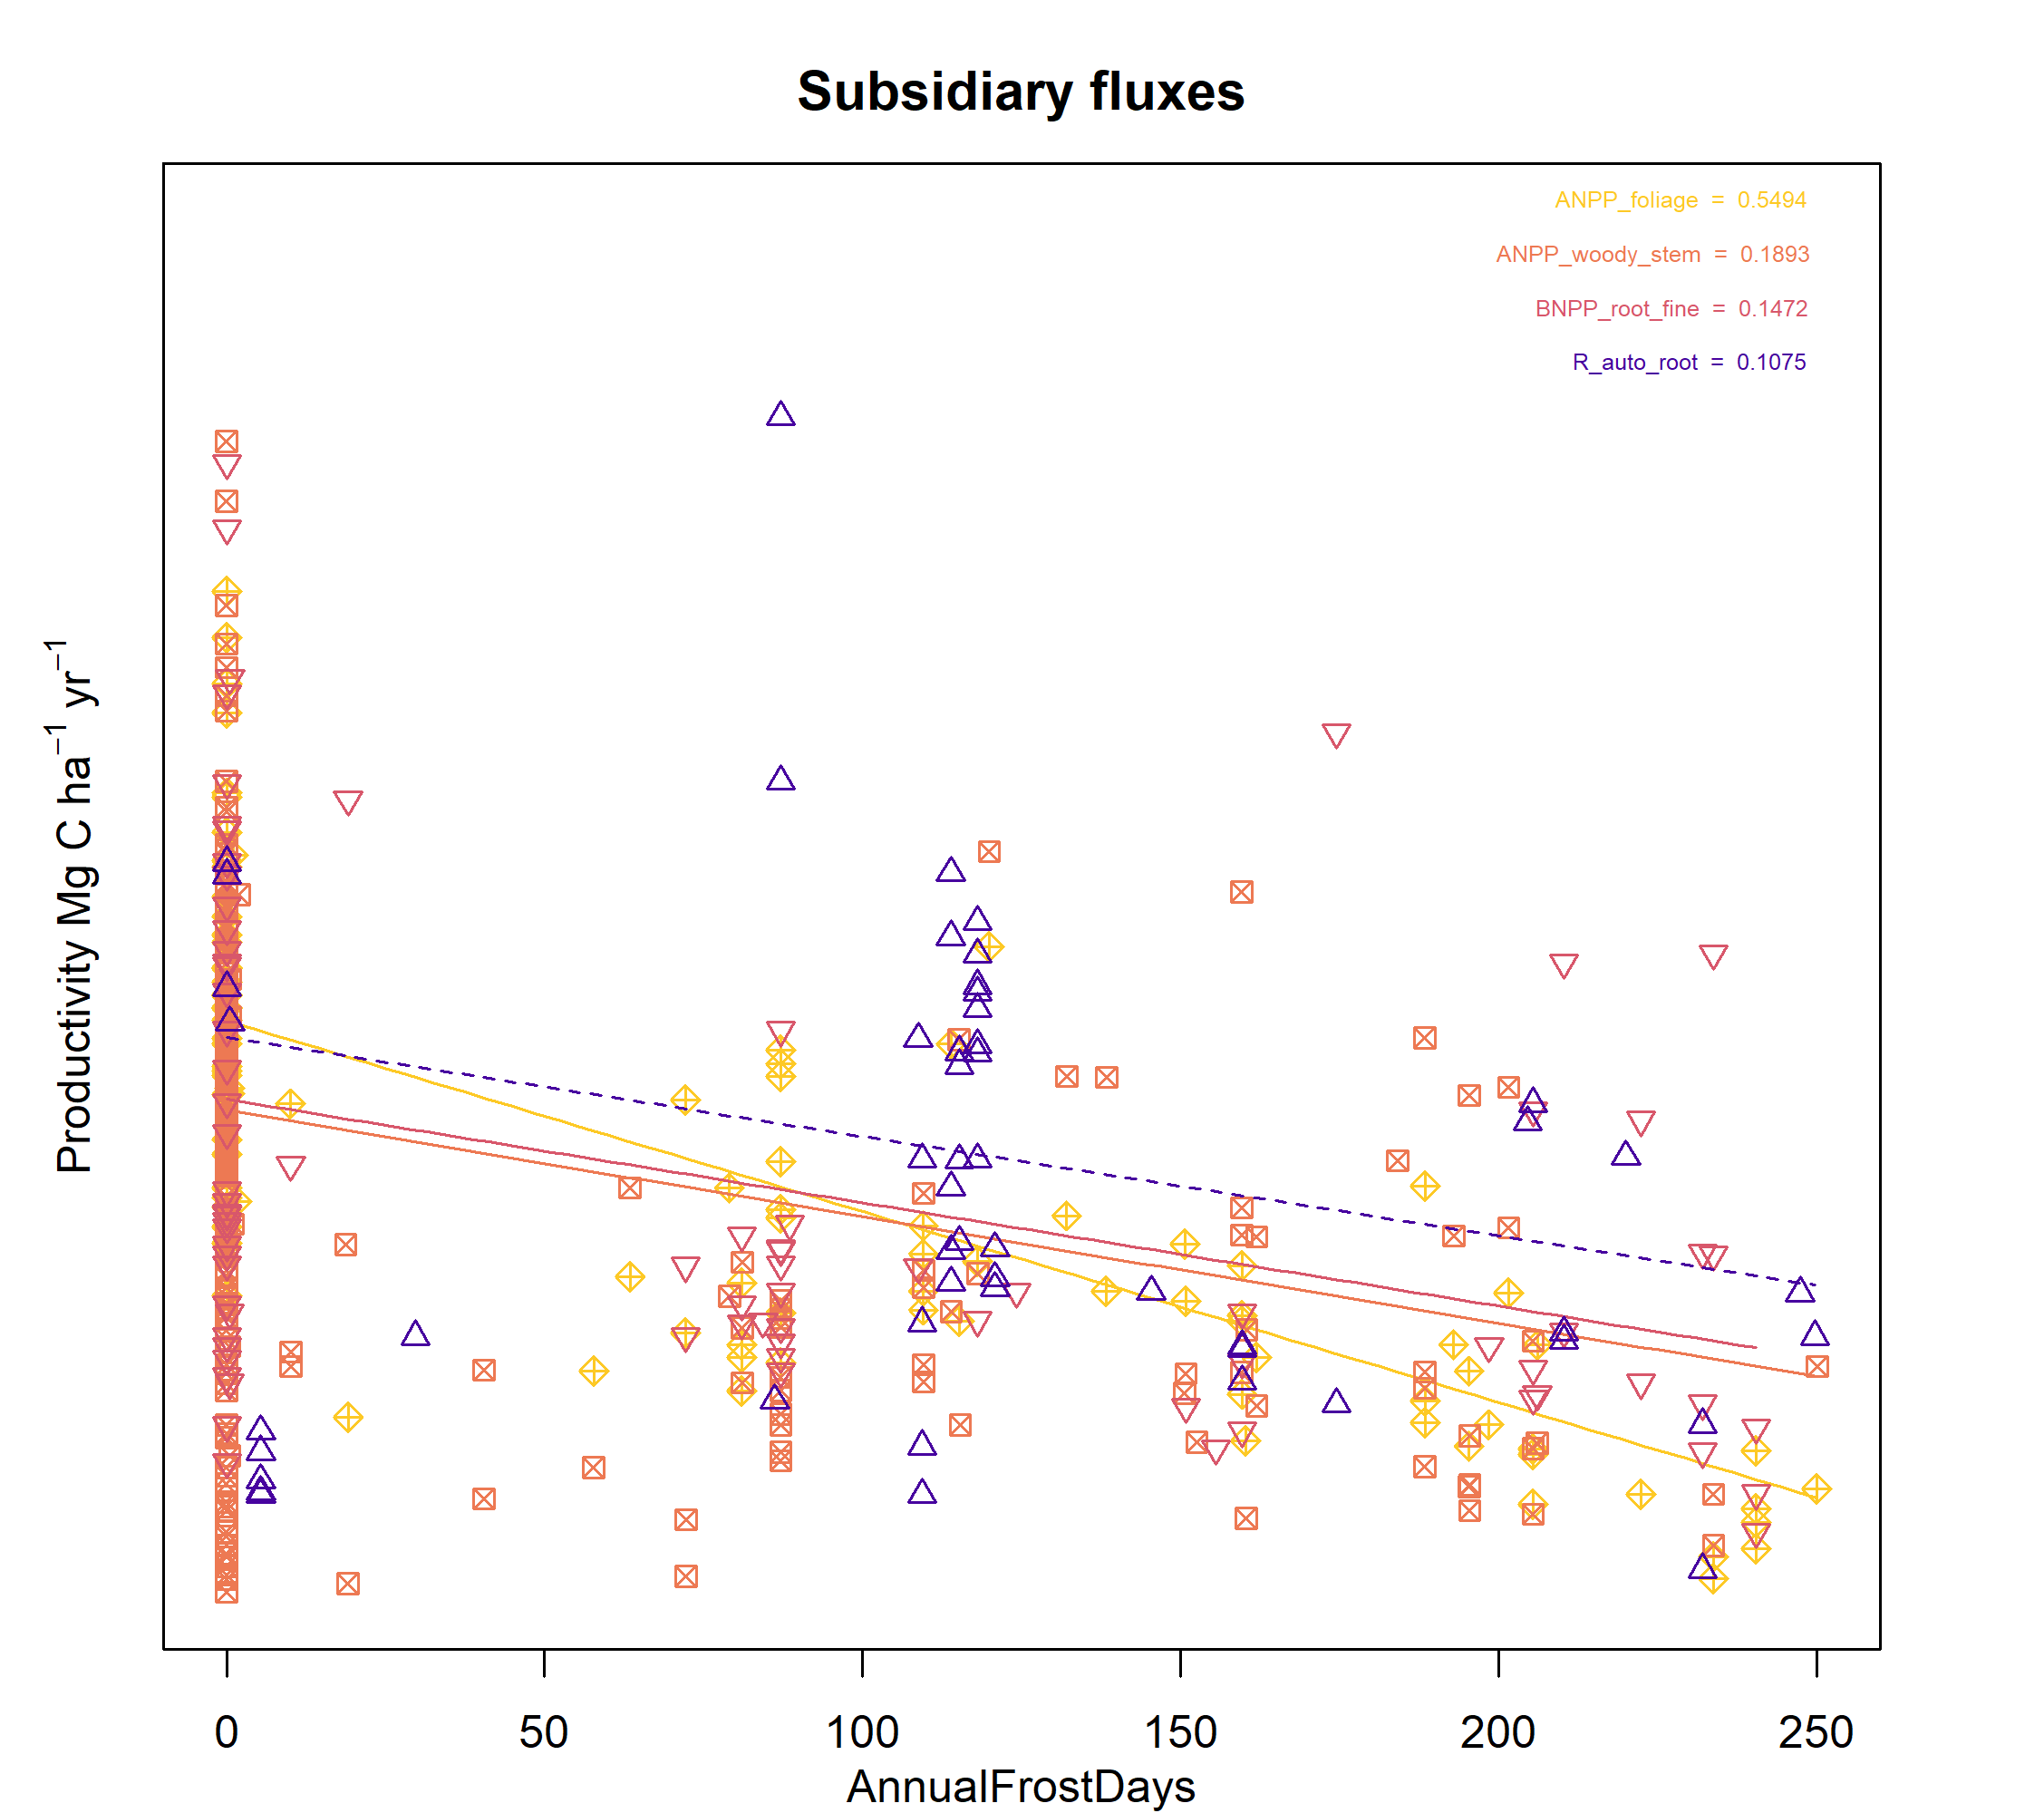 Subsidiary fluxes
ANPP_foliage = 0.5494
ANPP_woody_stem = 0.1893
BNPP_root_fine = 0.1472
R_auto_root = 0.1075
Productivity Mg C ha⁻¹ yr⁻¹
0 50 100 150 200 250
AnnualFrostDays